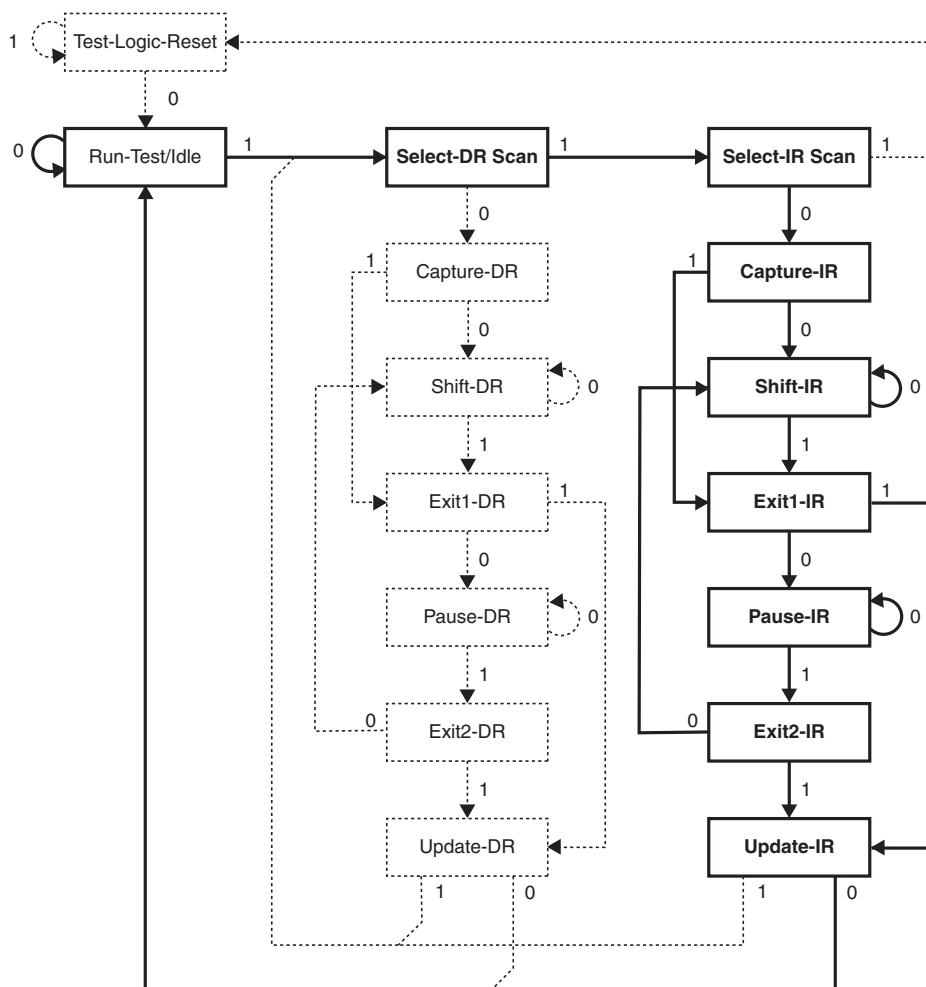 1
Test-Logic-Reset
0
0
Run-Test/Idle
1
Select-DR Scan
1
Select-IR Scan
1
0
0
1
Capture-DR
1
Capture-IR
0
0
Shift-DR
0
Shift-IR
0
1
1
Exit1-DR
1
Exit1-IR
1
0
0
Pause-DR
0
Pause-IR
0
1
1
0
Exit2-DR
0
Exit2-IR
1
1
Update-DR
Update-IR
1
0
1
0